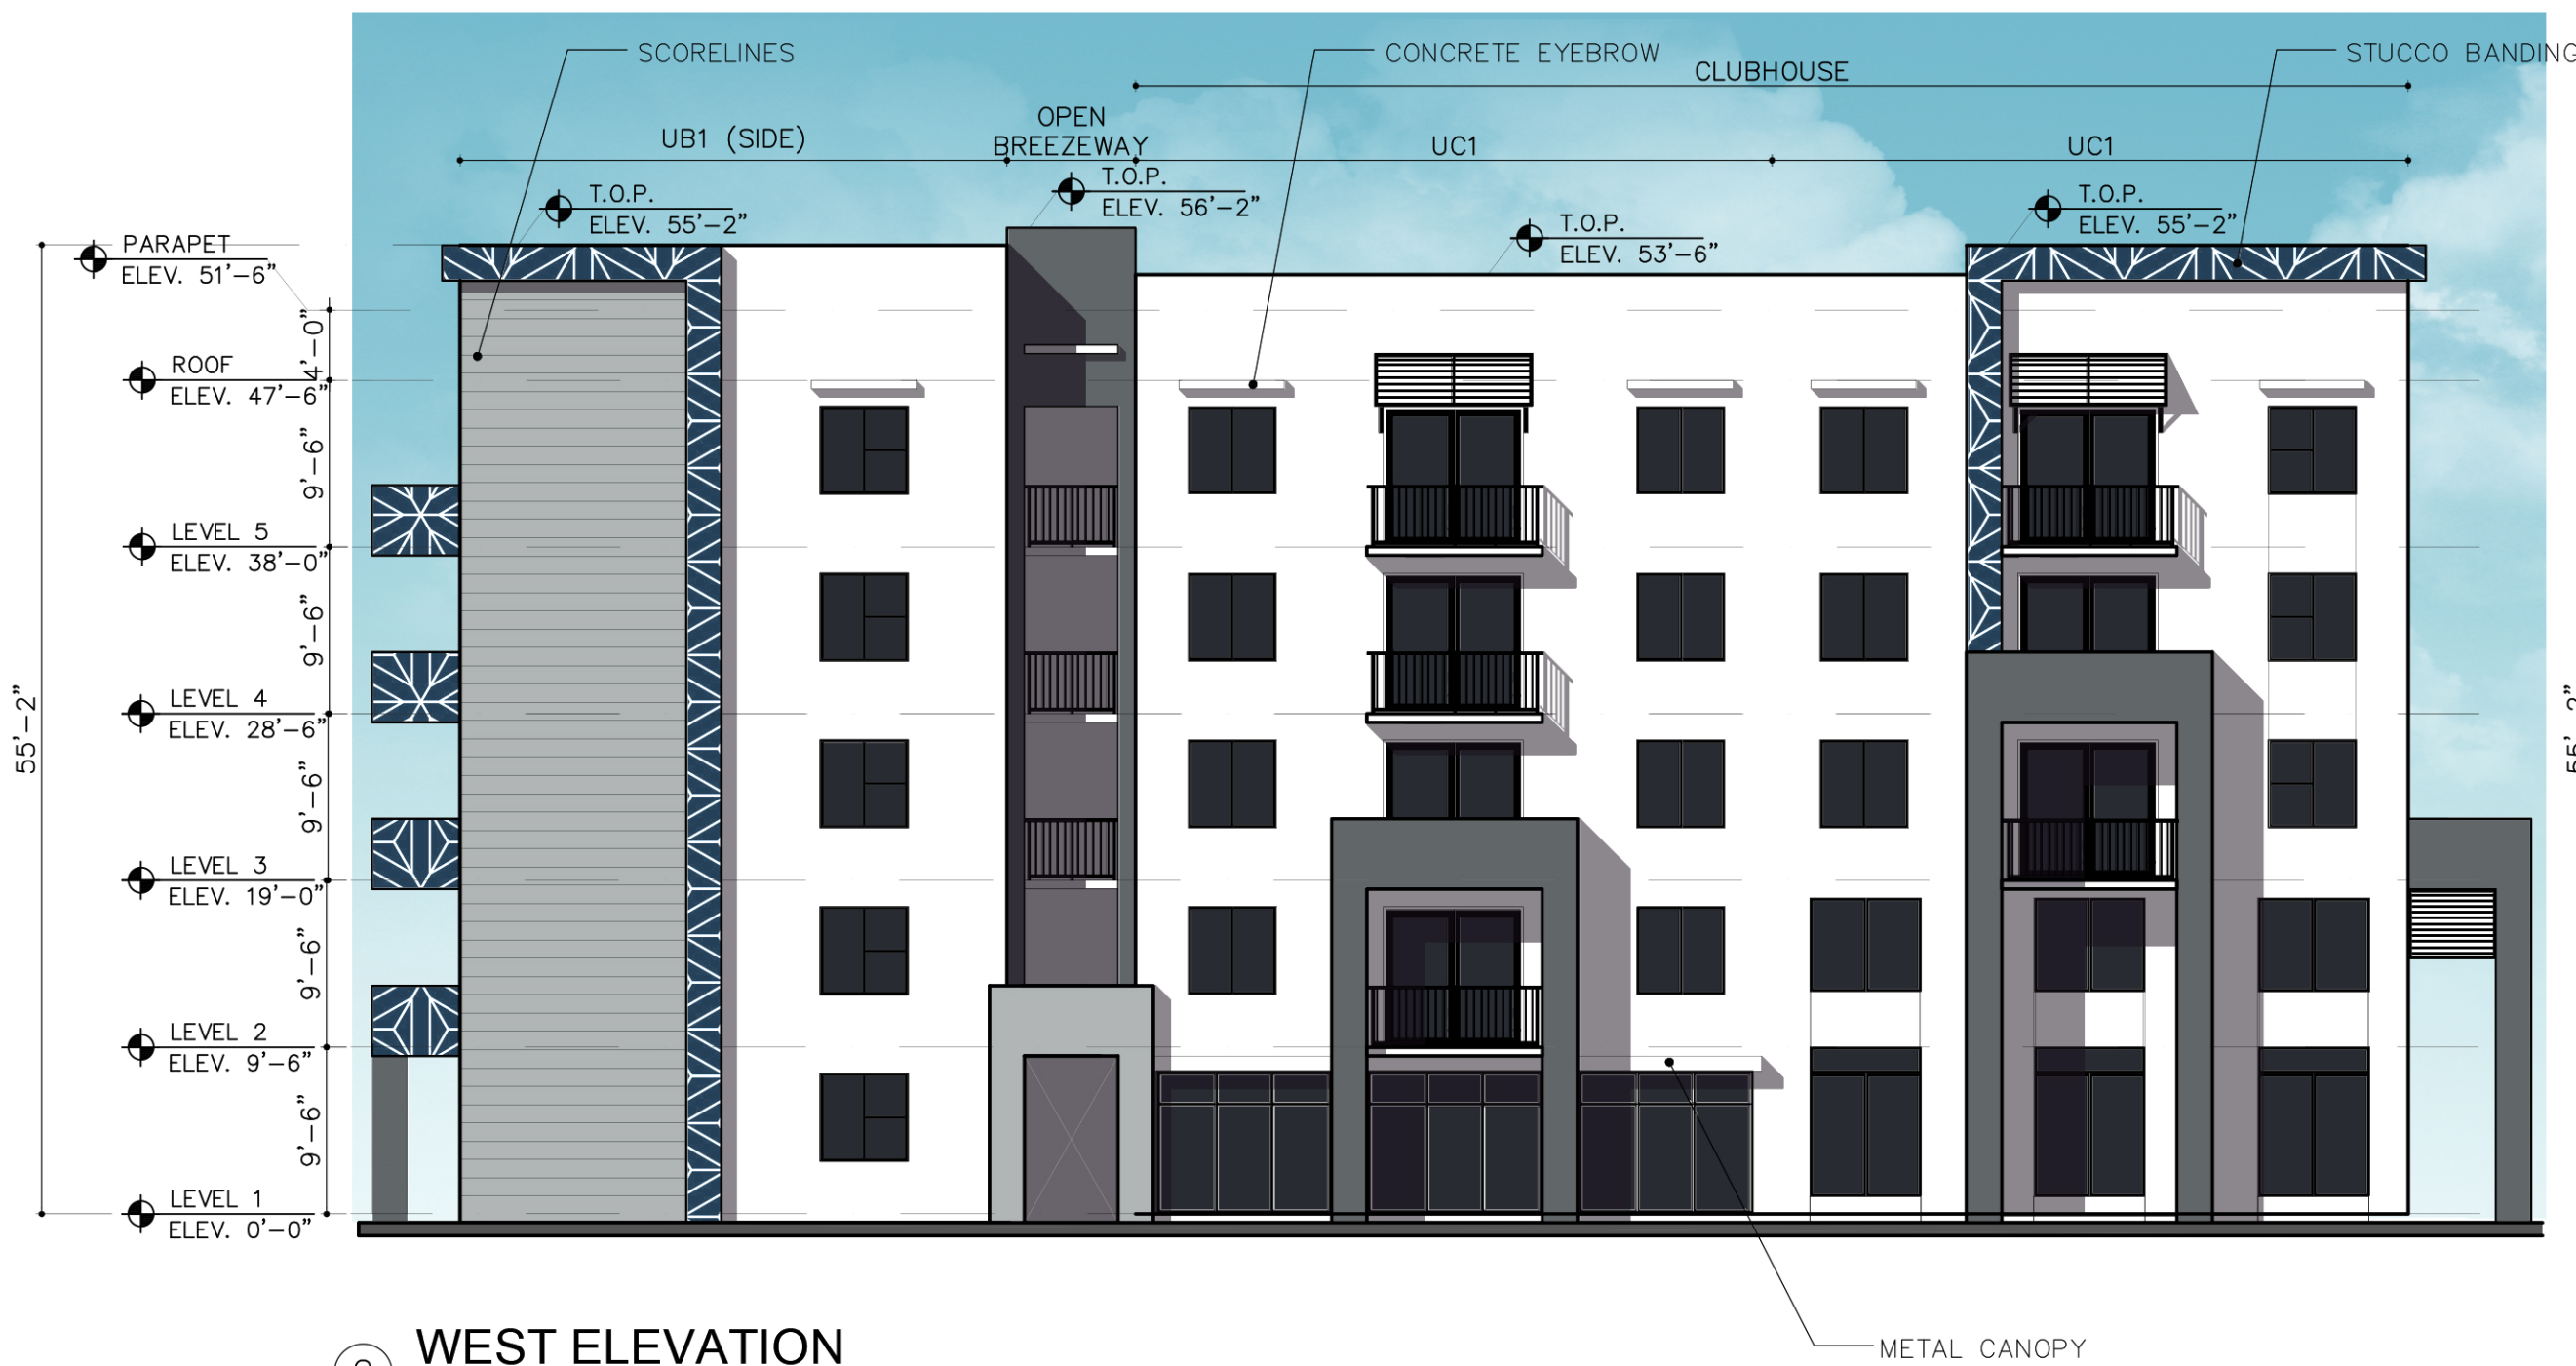 SCORELINES
CONCRETE EYEBROW
STUCCO BANDING
CLUBHOUSE
OPEN
BREEZEWAY
UB1 (SIDE)
UC1
UC1
T.O.P.
ELEV. 55'-2"
T.O.P.
ELEV. 56'-2"
T.O.P.
ELEV. 53'-6"
T.O.P.
ELEV. 55'-2"
PARAPET
ELEV. 51'-6"
4'-0"
ROOF
ELEV. 47'-6"
9'-6"
LEVEL 5
ELEV. 38'-0"
9'-6"
LEVEL 4
ELEV. 28'-6"
55'-2"
55'-2"
9'-6"
LEVEL 3
ELEV. 19'-0"
9'-6"
LEVEL 2
ELEV. 9'-6"
9'-6"
LEVEL 1
ELEV. 0'-0"
WEST ELEVATION
METAL CANOPY